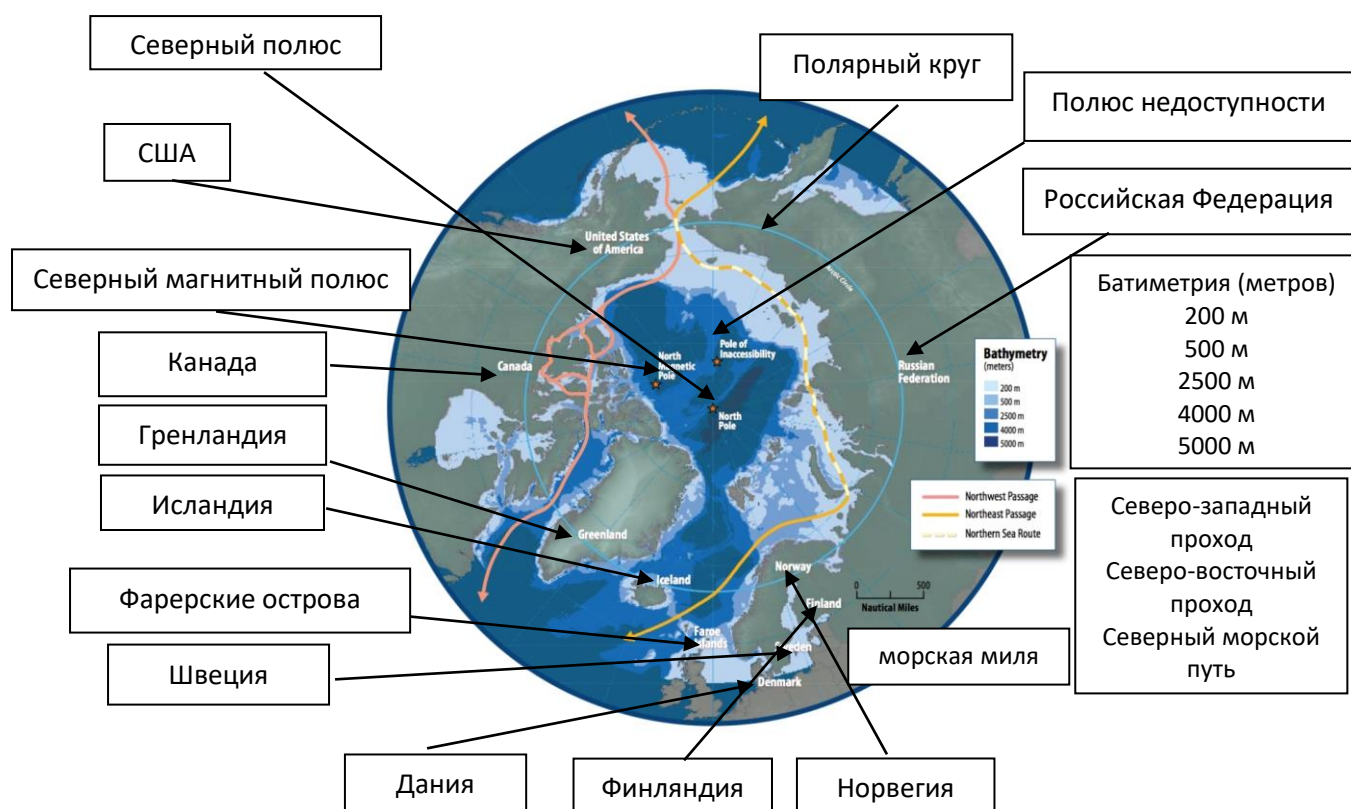 Северный полюс
Полярный круг
Полюс недоступности
США
Российская Федерация
Северный магнитный полюс
Канада
Гренландия
Исландия
Фарерские острова
Швеция
Дания
Финляндия
Норвегия
морская миля
Батиметрия (метров)
200 м
500 м
2500 м
4000 м
5000 м
Северо-западный
проход
Северо-восточный
проход
Северный морской
путь
United States
of America
Arctic Circle
North
Magnetic
Pole
Pole of
Inaccessibility
Canada
Russian
Federation
North
Pole
Greenland
Iceland
Norway
Finland
Faroe
Islands
Sweden
Denmark
Bathymetry
(meters)
200 m
500 m
2500 m
4000 m
5000 m
Northwest Passage
Northeast Passage
Northern Sea Route
0 500
Nautical Miles